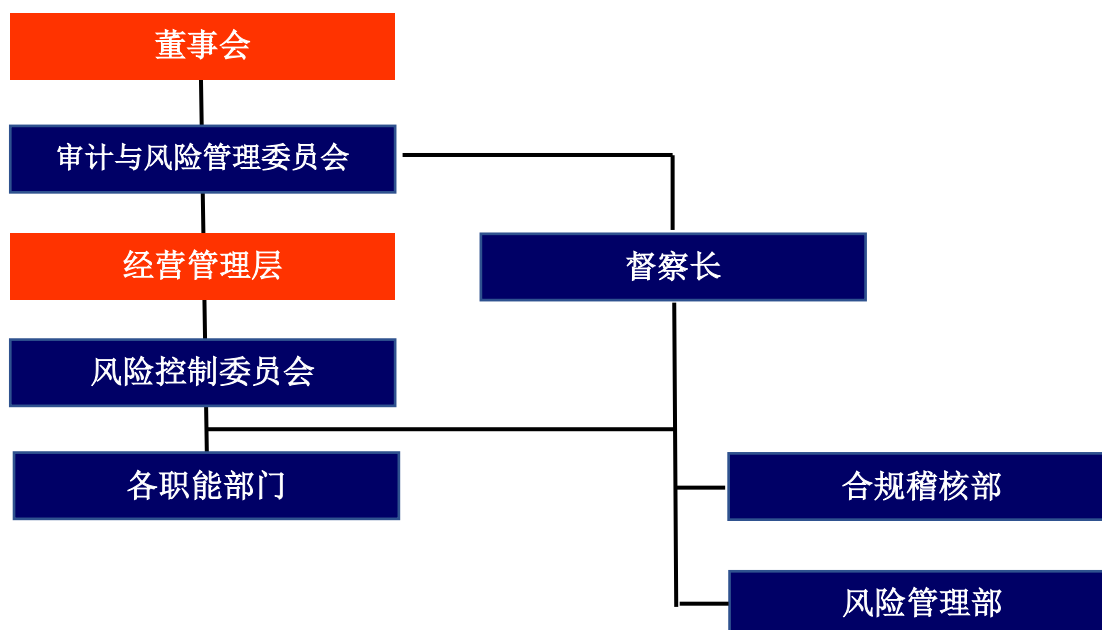 董事会
审计与风险管理委员会
经营管理层
督察长
风险控制委员会
各职能部门
合规稽核部
风险管理部